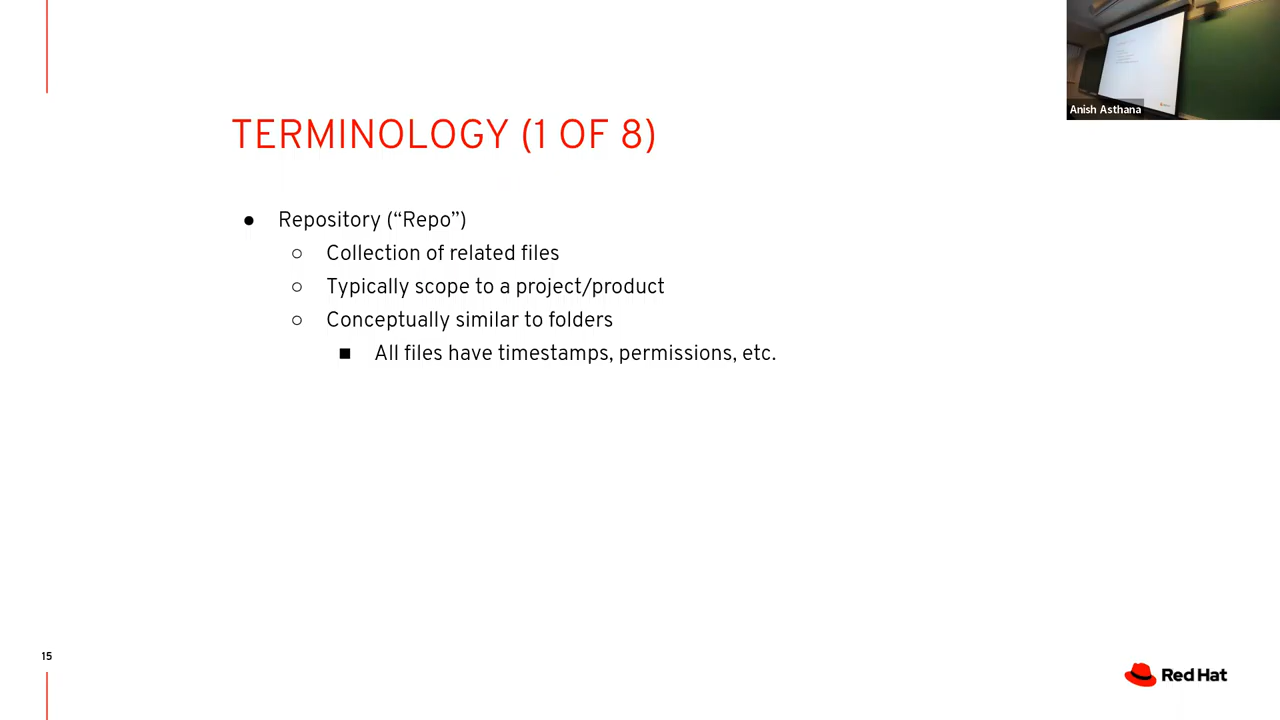 Anish Asthana
TERMINOLOGY (1 OF 8)
● Repository (“Repo”)
○ Collection of related files
○ Typically scope to a project/product
○ Conceptually similar to folders
■ All files have timestamps, permissions, etc.
15
Red Hat